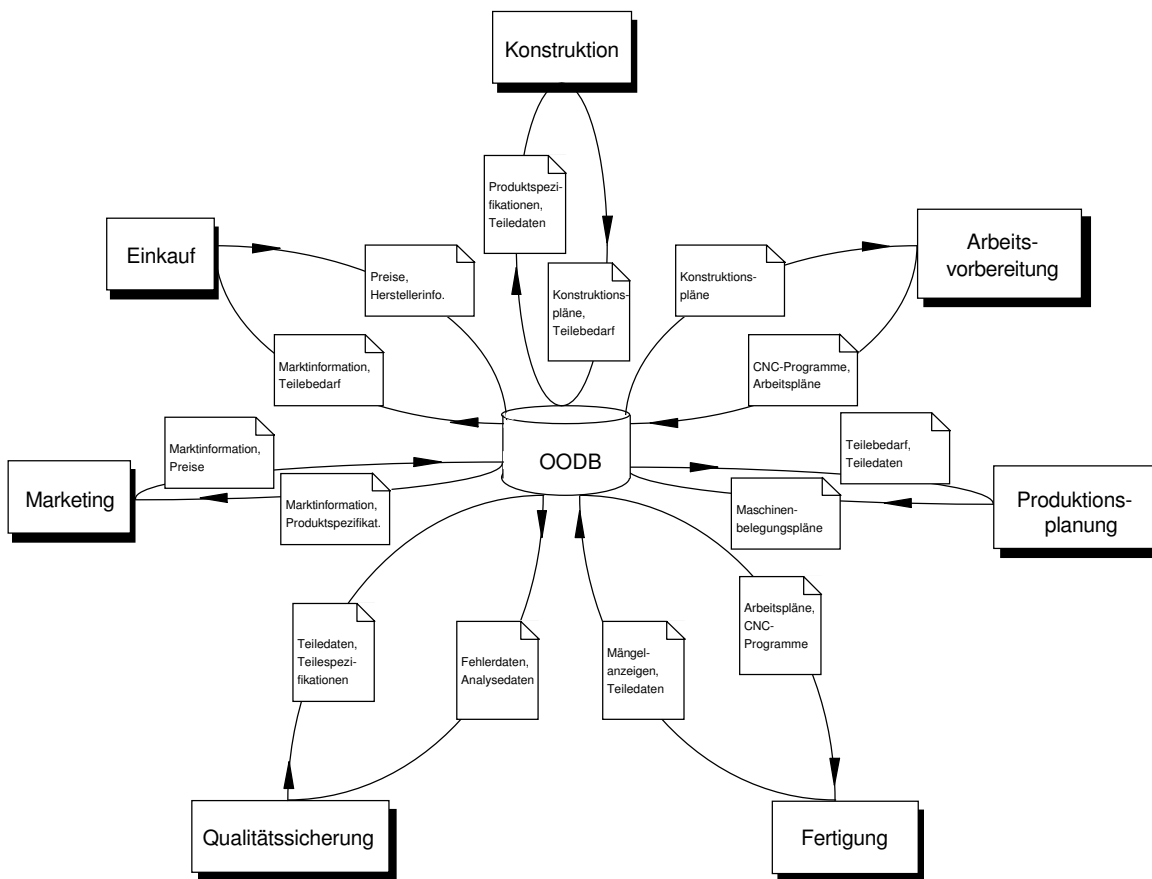 Konstruktion
Produktspezi-
fikationen,
Teiledaten
Konstruktions-
pläne,
Teilebedarf
Einkauf
Preise,
Herstellerinfo.
Marktinformation,
Teilebedarf
Konstruktions-
pläne
Arbeits-
vorbereitung
CNC-Programme,
Arbeitspläne
Marketing
Marktinformation,
Preise
Marktinformation,
Produktspezifikat.
OODB
Teilebedarf,
Teiledaten
Maschinen-
belegungspläne
Produktions-
planung
Teiledaten,
Teilespezi-
fikationen
Fehlerdaten,
Analysedaten
Mängel-
anzeigen,
Teiledaten
Arbeitspläne,
CNC-
Programme
Qualitätssicherung
Fertigung